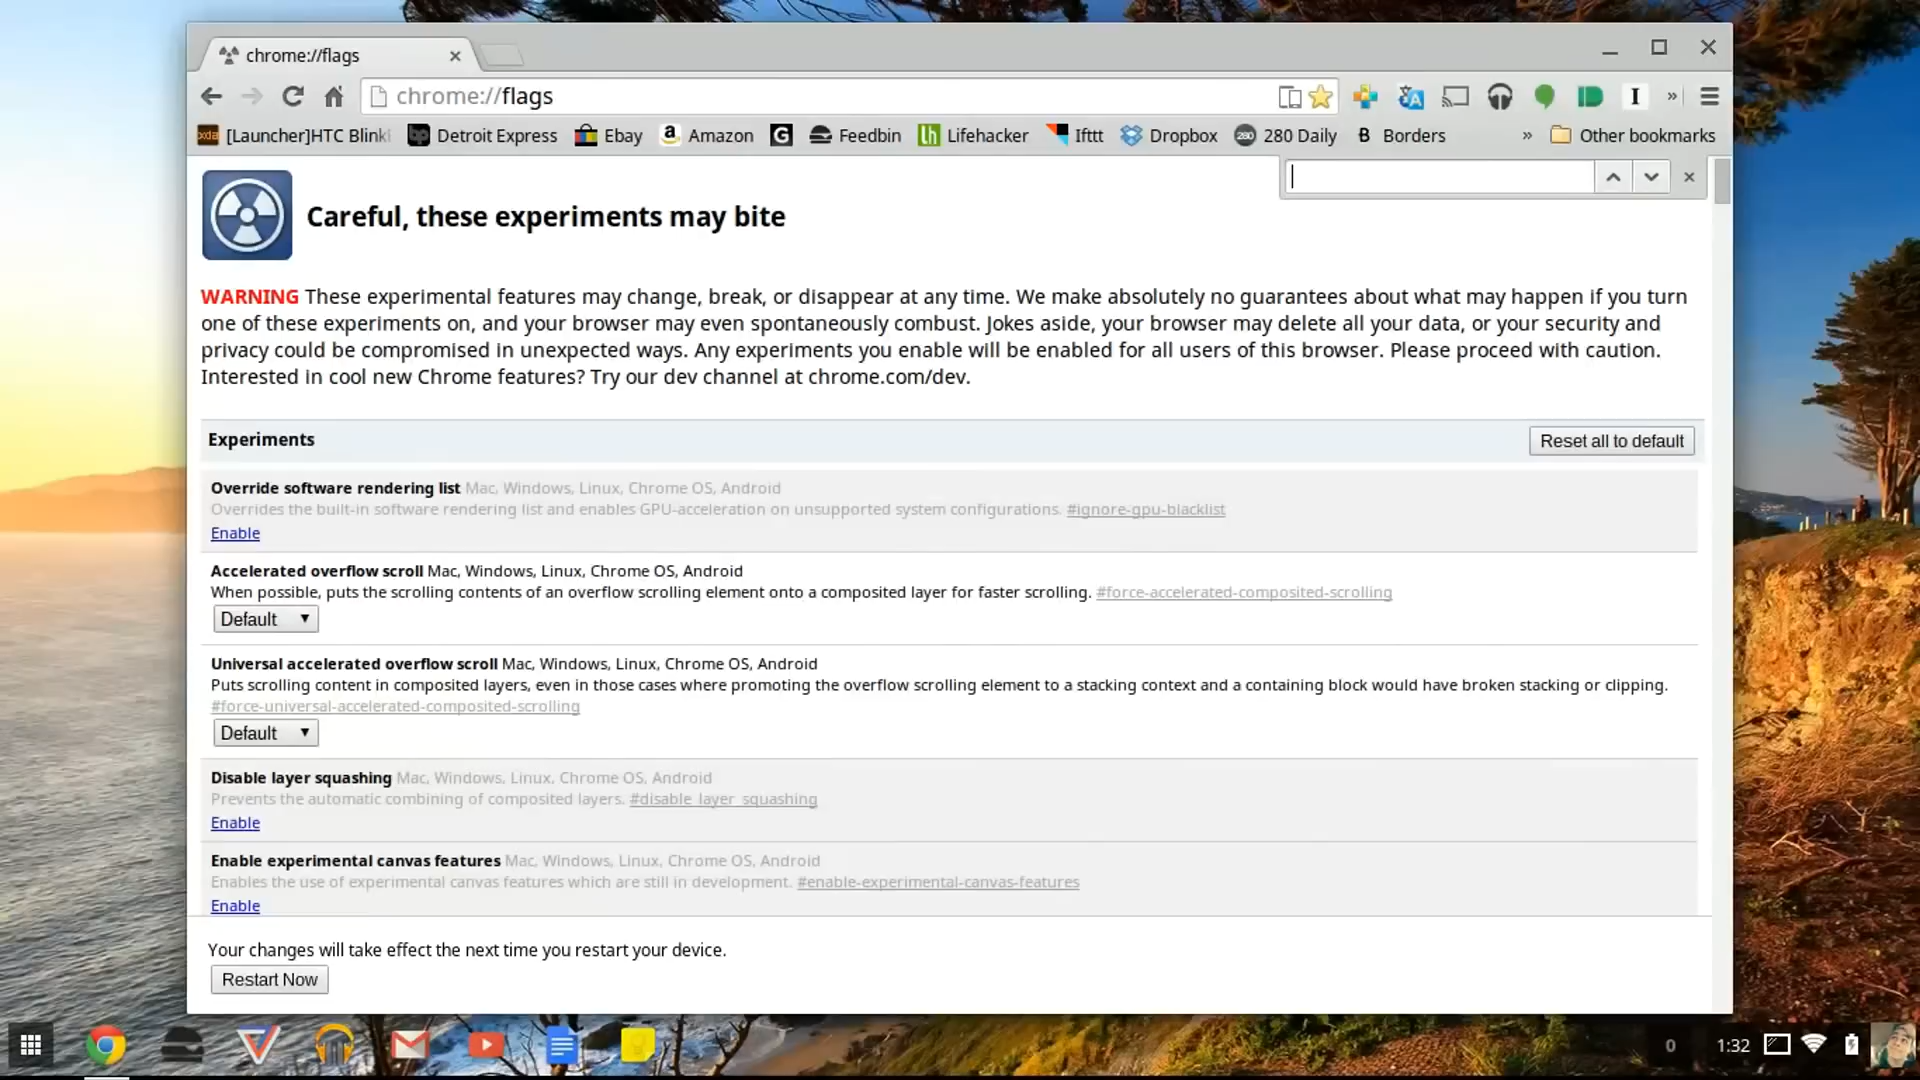 chrome://flags
chrome://flags
[Launcher]HTC Blink
Detroit Express
Ebay
Amazon
G
Feedbin
lh Lifehacker
Ifttt
Dropbox
280 280 Daily
B Borders
» Other bookmarks
Careful, these experiments may bite
WARNING These experimental features may change, break, or disappear at any time. We make absolutely no guarantees about what may happen if you turn
one of these experiments on, and your browser may even spontaneously combust. Jokes aside, your browser may delete all your data, or your security and
privacy could be compromised in unexpected ways. Any experiments you enable will be enabled for all users of this browser. Please proceed with caution.
Interested in cool new Chrome features? Try our dev channel at chrome.com/dev.
Experiments
Reset all to default
Override software rendering list Mac, Windows, Linux, Chrome OS, Android
Overrides the built-in software rendering list and enables GPU-acceleration on unsupported system configurations. #ignore-gpu-blacklist
Enable
Accelerated overflow scroll Mac, Windows, Linux, Chrome OS, Android
When possible, puts the scrolling contents of an overflow scrolling element onto a composited layer for faster scrolling. #force-accelerated-composited-scrolling
Default
Universal accelerated overflow scroll Mac, Windows, Linux, Chrome OS, Android
Puts scrolling content in composited layers, even in those cases where promoting the overflow scrolling element to a stacking context and a containing block would have broken stacking or clipping.
#force-universal-accelerated-composited-scrolling
Default
Disable layer squashing Mac, Windows, Linux, Chrome OS, Android
Prevents the automatic combining of composited layers. #disable_layer_squashing
Enable
Enable experimental canvas features Mac, Windows, Linux, Chrome OS, Android
Enables the use of experimental canvas features which are still in development. #enable-experimental-canvas-features
Enable
Your changes will take effect the next time you restart your device.
Restart Now
0
1:32